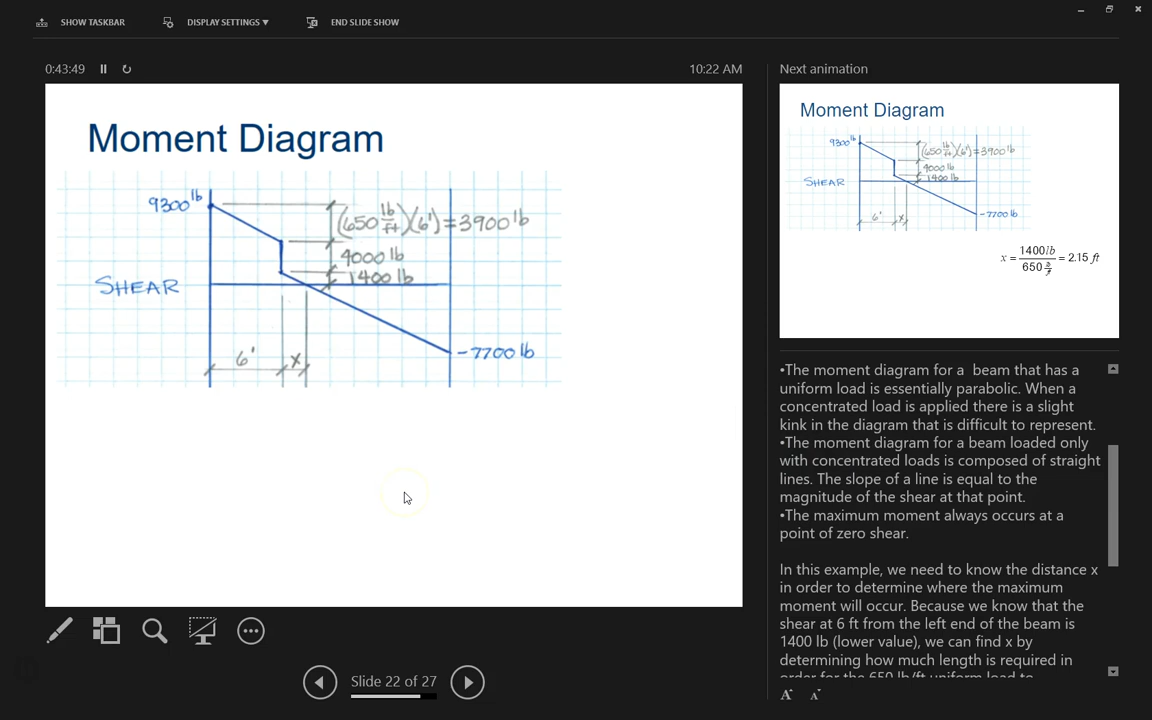 SHOW TASKBAR
DISPLAY SETTINGS ▼
END SLIDE SHOW
0:43:49
10:22 AM
Moment Diagram
9300 lb
(650 lb/ft)(6') = 3900 lb
4000 lb
1400 lb
SHEAR
6'
x
-7700 lb
Slide 22 of 27
Next animation
Moment Diagram
9300 lb
(650 lb/ft)(6') = 3900 lb
4000 lb
1400 lb
SHEAR
6'
x
-7700 lb
x = 1400lb / 650 lb/ft = 2.15 ft
•The moment diagram for a  beam that has a
uniform load is essentially parabolic. When a
concentrated load is applied there is a slight
kink in the diagram that is difficult to represent.
•The moment diagram for a beam loaded only
with concentrated loads is composed of straight
lines. The slope of a line is equal to the
magnitude of the shear at that point.
•The maximum moment always occurs at a
point of zero shear.
In this example, we need to know the distance x
in order to determine where the maximum
moment will occur. Because we know that the
shear at 6 ft from the left end of the beam is
1400 lb (lower value), we can find x by
determining how much length is required in
order for the 650 lb/ft uniform load to
A A